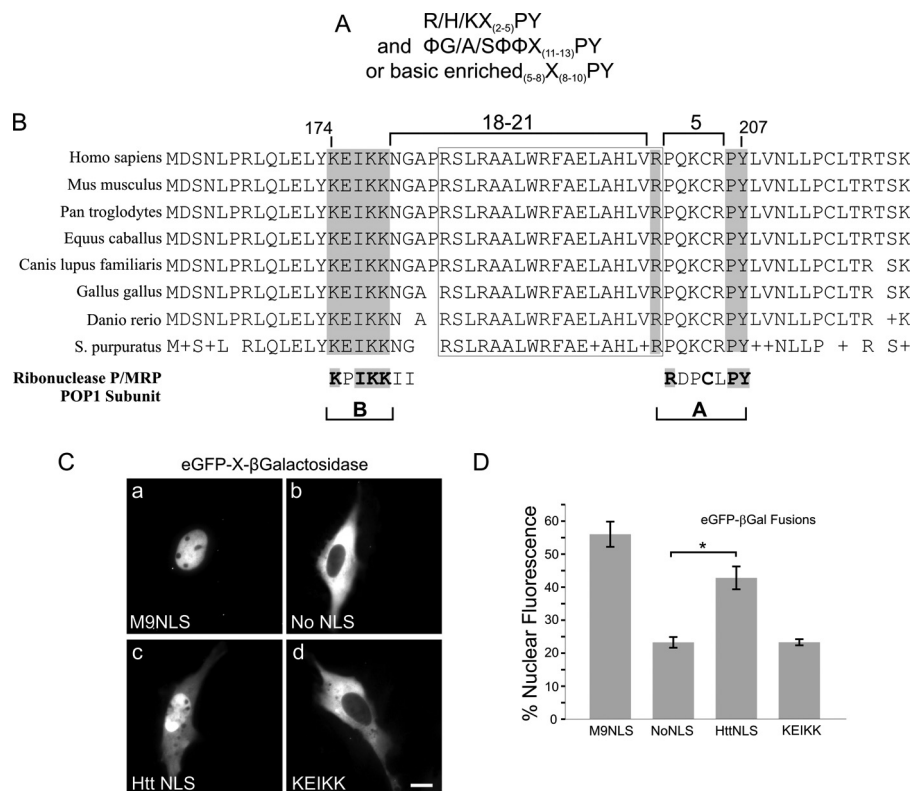 A
R/H/KX(2-5)PY
and ΦG/A/SΦΦX(11-13)PY
or basic enriched(5-8)X(8-10)PY
B
174 18-21 5 207
Homo sapiens MDSNLPRLQLELYKEIKKNGAPRSLRAALWRFAELAHLVRPQKCRPYLVNLLPCLTRTSK
Mus musculus MDSNLPRLQLELYKEIKKNGAPRSLRAALWRFAELAHLVRPQKCRPYLVNLLPCLTRTSK
Pan troglodytes MDSNLPRLQLELYKEIKKNGAPRSLRAALWRFAELAHLVRPQKCRPYLVNLLPCLTRTSK
Equus caballus MDSNLPRLQLELYKEIKKNGAPRSLRAALWRFAELAHLVRPQKCRPYLVNLLPCLTRTSK
Canis lupus familiaris MDSNLPRLQLELYKEIKKNGAPRSLRAALWRFAELAHLVRPQKCRPYLVNLLPCLTR SK
Gallus gallus MDSNLPRLQLELYKEIKKNGA RSLRAALWRFAELAHLVRPQKCRPYLVNLLPCLTR SK
Danio rerio MDSNLPRLQLELYKEIKKN A RSLRAALWRFAELAHLVRPQKCRPYLVNLLPCLTR +K
S. purpuratus M+S+L RLQLELYKEIKKNG RSLRAALWRFAE+AHL+RPQKCRPY++NLLP + R S+
Ribonuclease P/MRP KPIKKII RDPCLPY
POP1 Subunit
B A
C
eGFP-X-βGalactosidase
a b
M9NLS No NLS
c d
Htt NLS KEIKK
D
eGFP-βGal Fusions
*
% Nuclear Fluorescence
60
50
40
30
20
10
0
M9NLS NoNLS HttNLS KEIKK